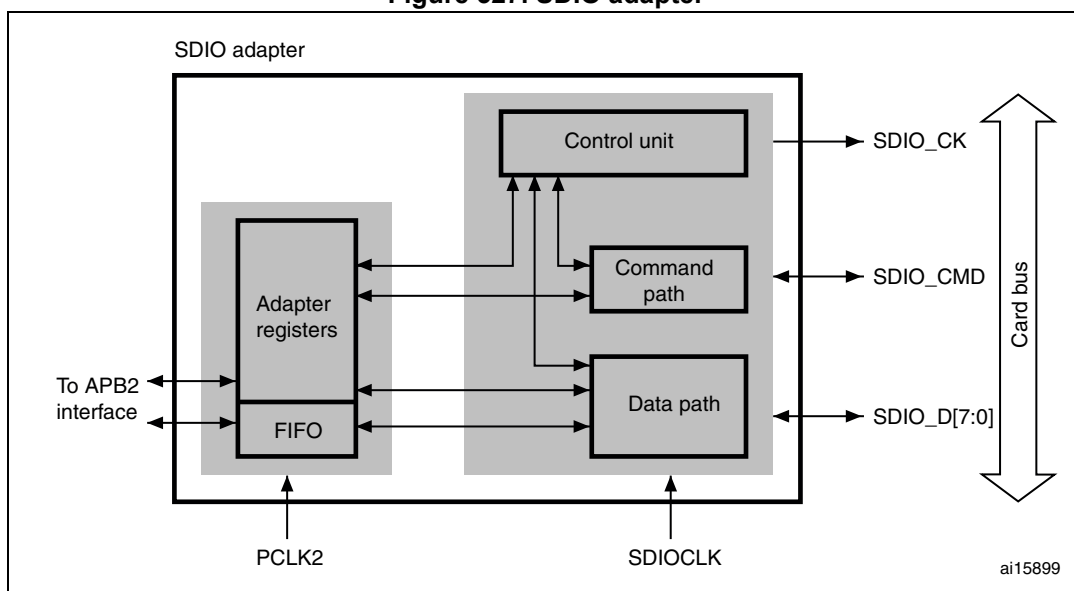 SDIO adapter
Control unit
SDIO_CK
Command
path
SDIO_CMD
Adapter
registers
Card bus
To APB2
interface
Data path
SDIO_D[7:0]
FIFO
PCLK2
SDIOCLK
ai15899